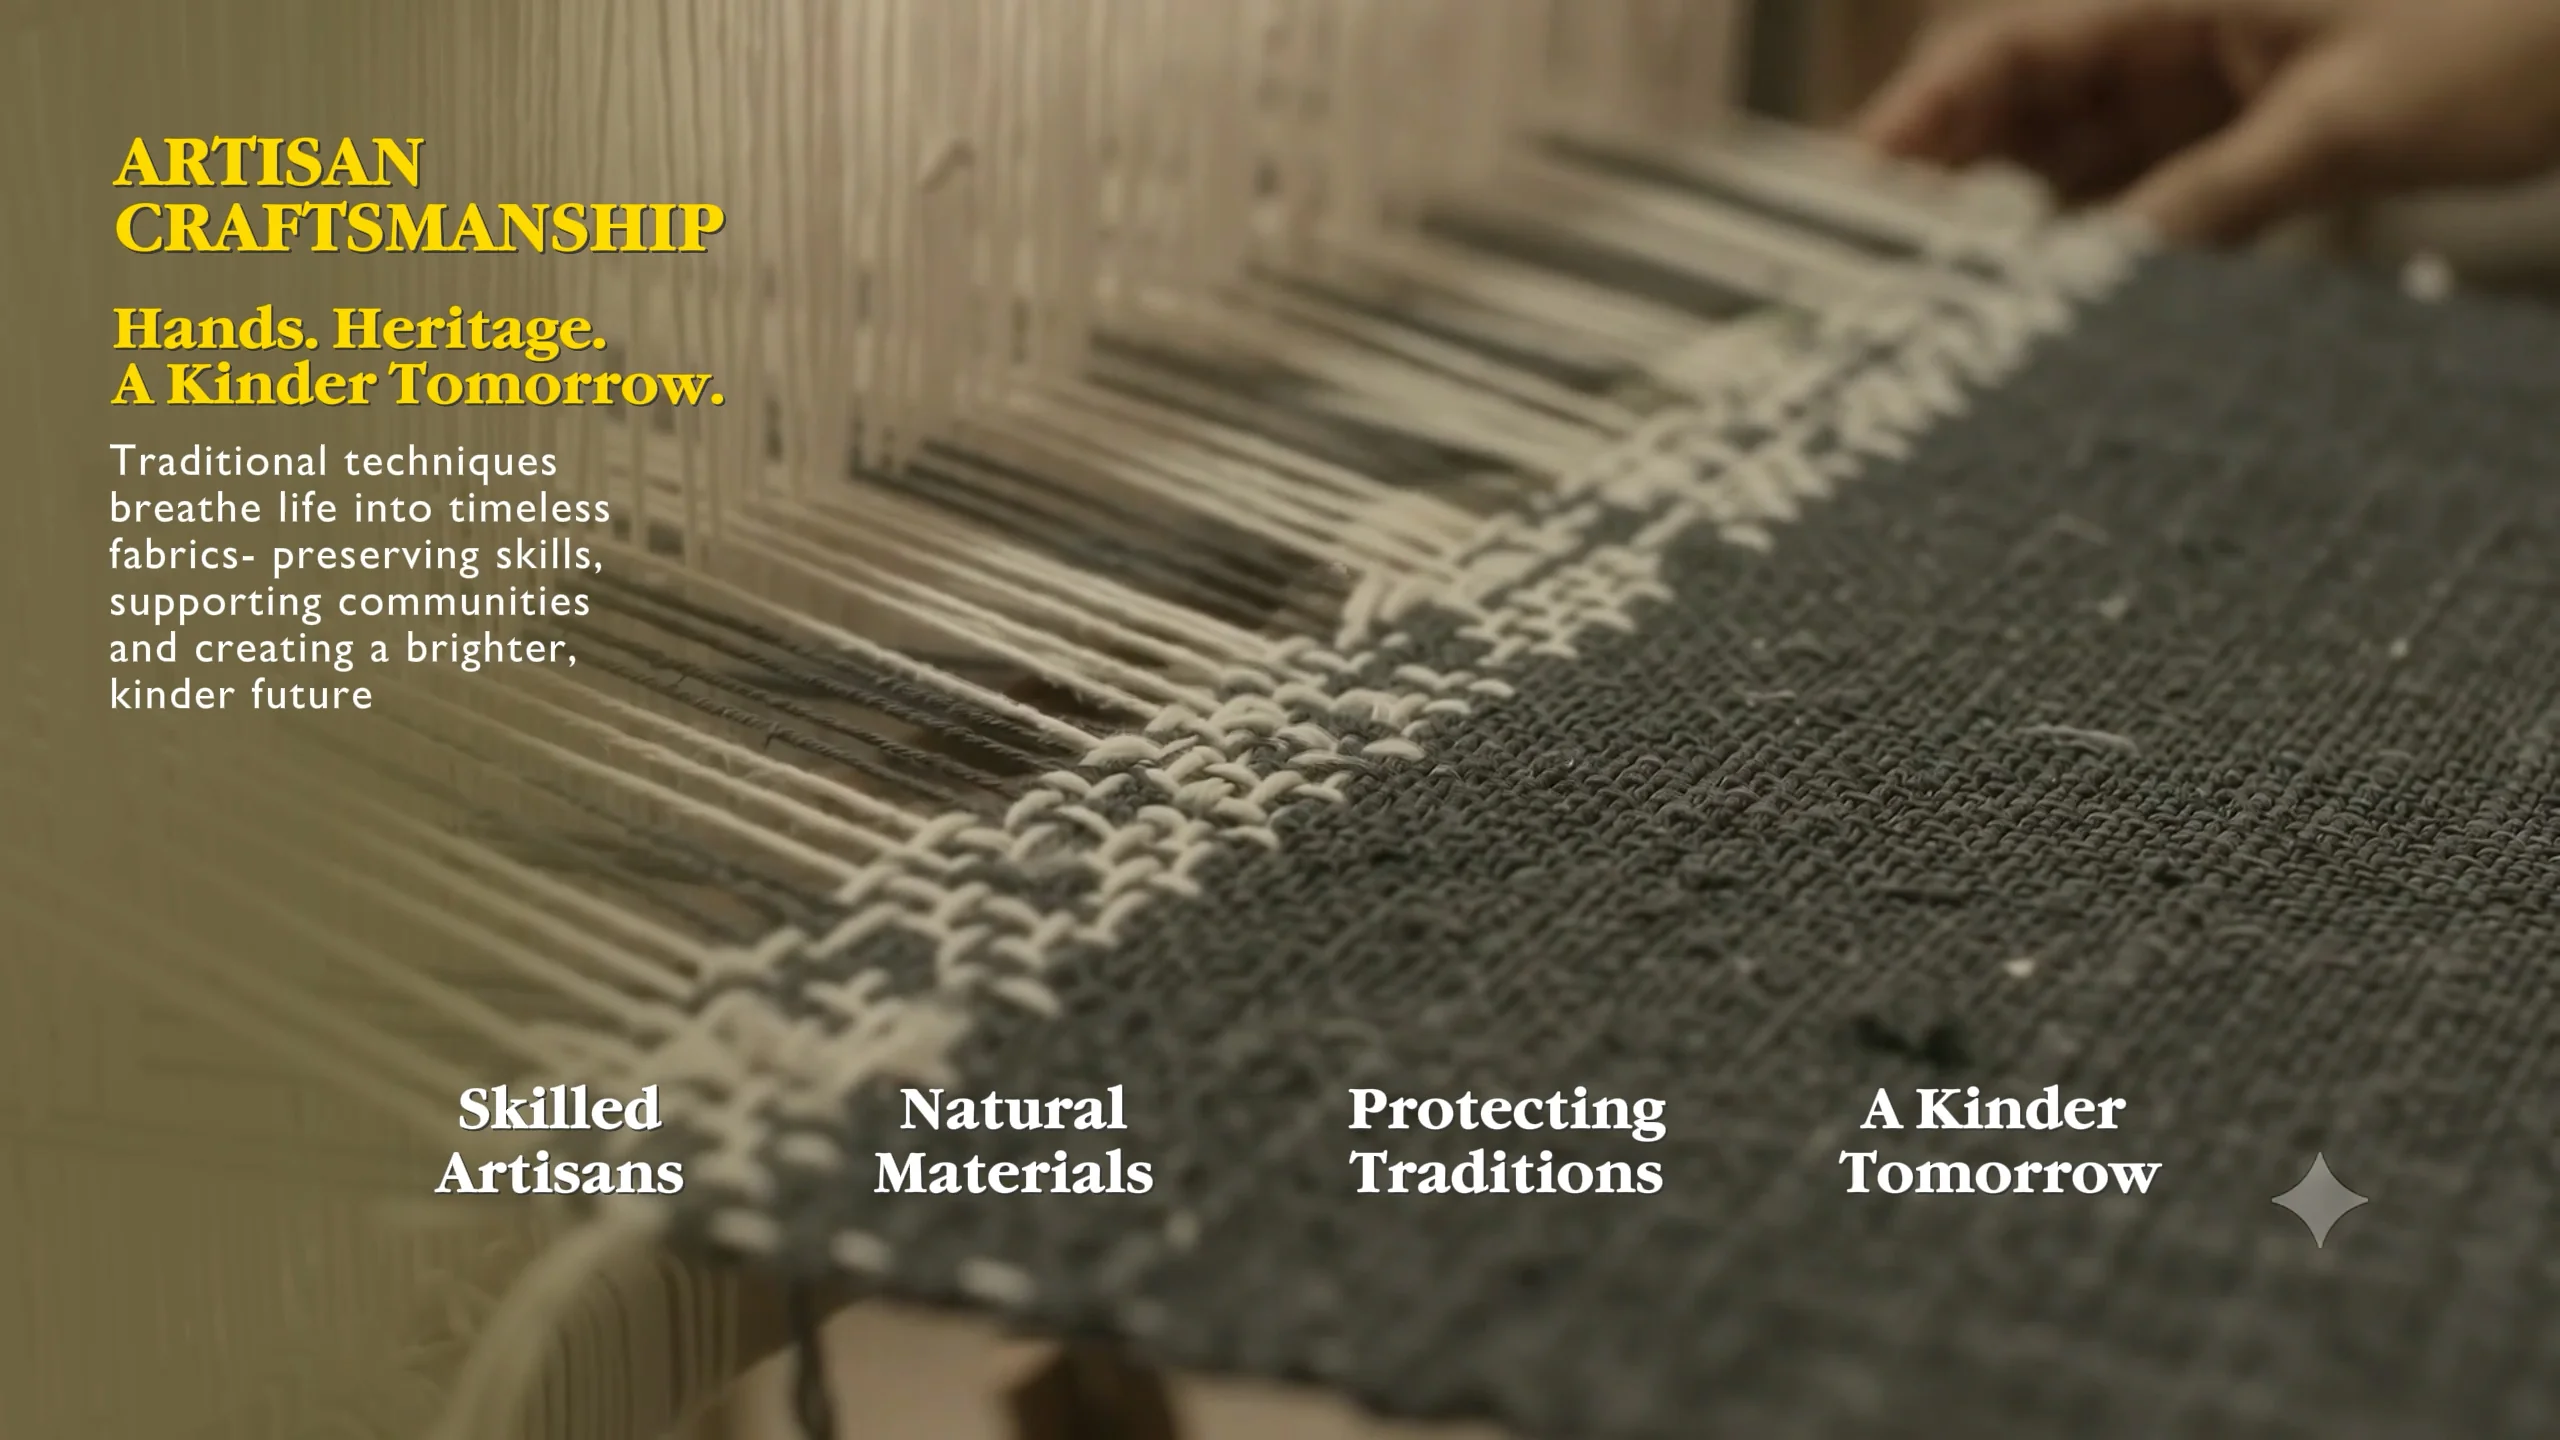 ARTISAN
CRAFTSMANSHIP
Hands. Heritage.
A Kinder Tomorrow.
Traditional techniques
breathe life into timeless
fabrics- preserving skills,
supporting communities
and creating a brighter,
kinder future
Skilled
Artisans
Natural
Materials
Protecting
Traditions
A Kinder
Tomorrow